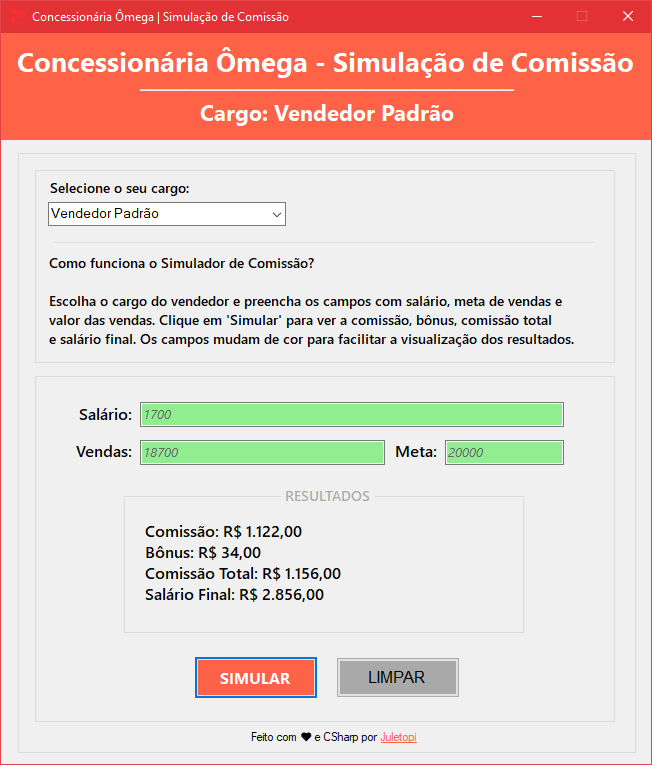 Concessionária Ômega | Simulação de Comissão
Concessionária Ômega - Simulação de Comissão
Cargo: Vendedor Padrão
Selecione o seu cargo:
Vendedor Padrão
Como funciona o Simulador de Comissão?
Escolha o cargo do vendedor e preencha os campos com salário, meta de vendas e
valor das vendas. Clique em 'Simular' para ver a comissão, bônus, comissão total
e salário final. Os campos mudam de cor para facilitar a visualização dos resultados.
Salário: 1700
Vendas: 18700 Meta: 20000
RESULTADOS
Comissão: R$ 1.122,00
Bônus: R$ 34,00
Comissão Total: R$ 1.156,00
Salário Final: R$ 2.856,00
SIMULAR LIMPAR
Feito com ❤ e CSharp por Juletopi